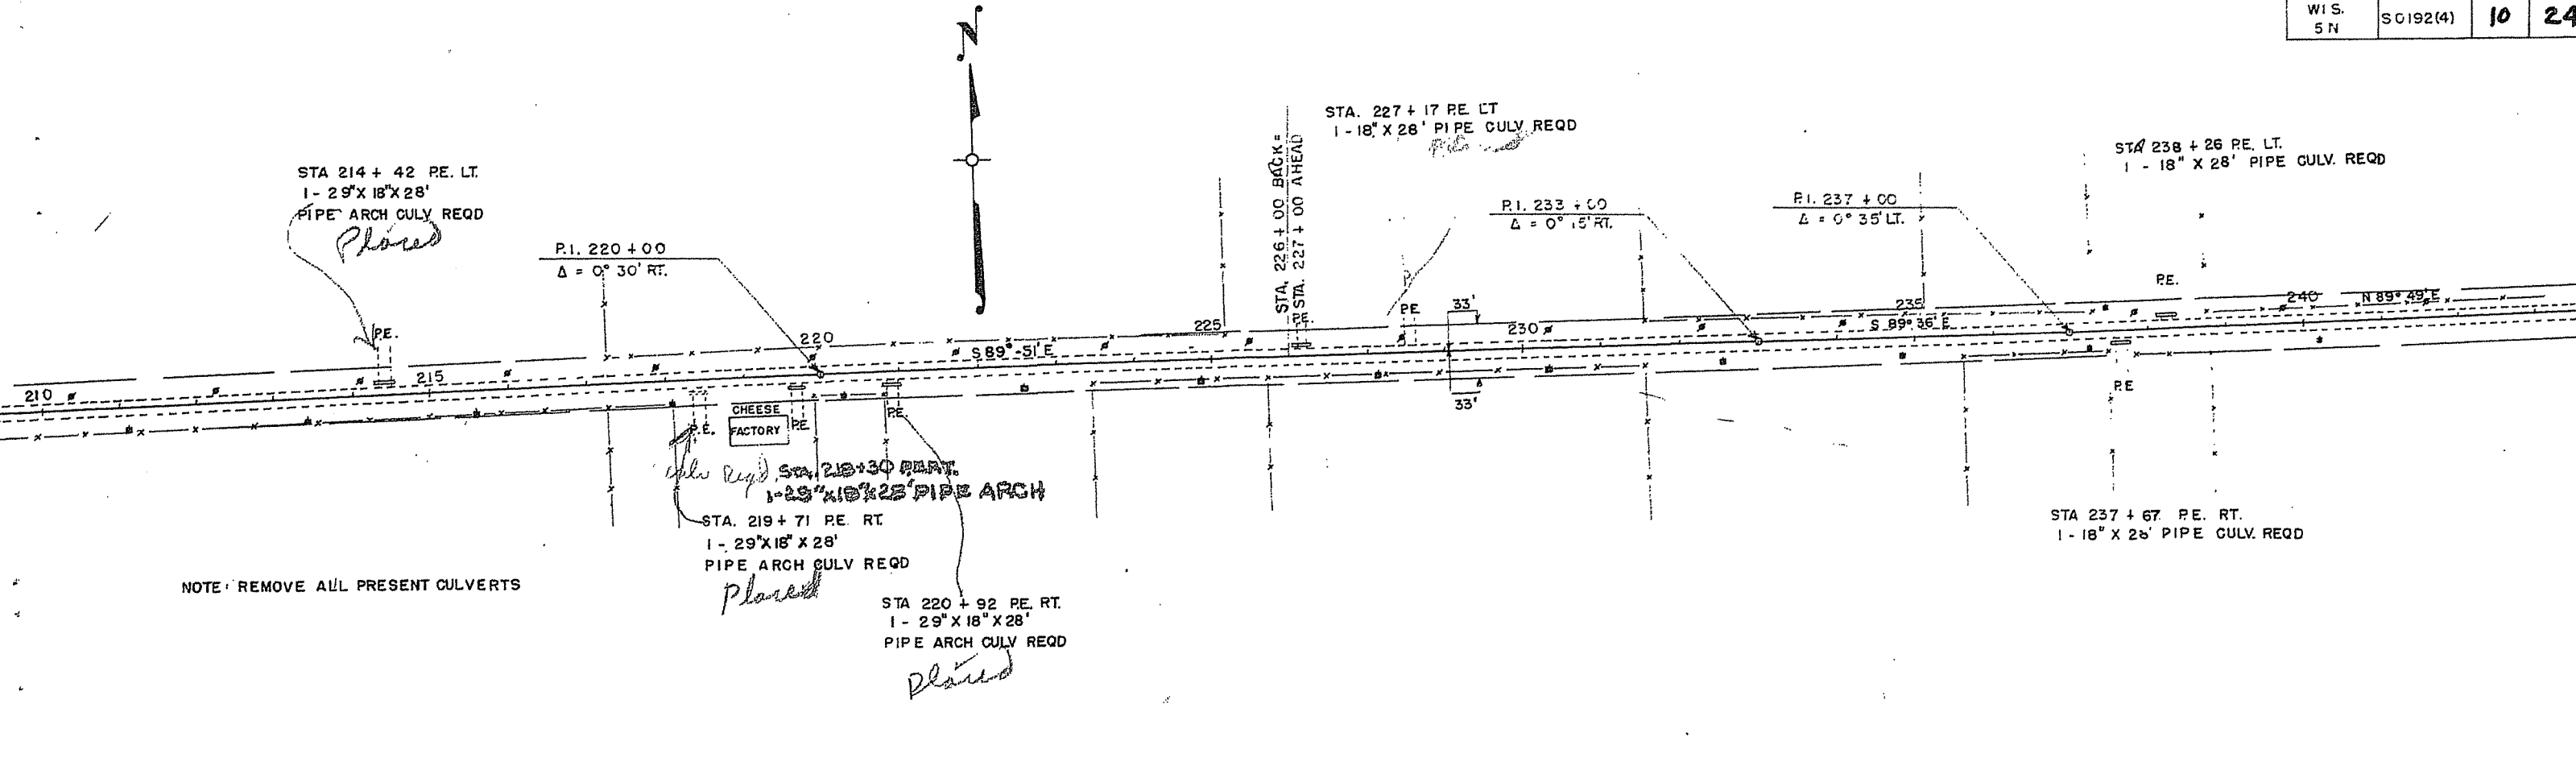 WIS.
5 N
S0192(4)
10
24
N
STA. 227 + 17 P.E. LT
1 - 18" X 28' PIPE CULV. REQD
STA 238 + 26 P.E. LT.
1 - 18" X 28' PIPE CULV. REQD
STA 214 + 42 P.E. LT.
1 - 29" X 18" X 28'
PIPE ARCH CULV REQD
Placed
STA. 226 + 00 BACK =
STA. 227 + 00 AHEAD
P.I. 220 + 00
Δ = 0° 30' RT.
P.I. 233 + 00
Δ = 0° 15' RT.
P.I. 237 + 00
Δ = 0° 35' LT.
P.E.
P.E.
P.E.
P.E.
33'
33'
210
215
220
225
230
235
240
S 89° - 51' E
S 89° 36' E
N 89° 49' E
P.E.
CHEESE
FACTORY
P.E.
P.E.
P.E
Culv Reqd. STA. 218+30 P.E. RT.
1-29"X18"X28' PIPE ARCH
STA. 219 + 71 P.E. RT.
1 - 29" X 18" X 28'
PIPE ARCH CULV REQD
Placed
STA 220 + 92 P.E. RT.
1 - 29" X 18" X 28'
PIPE ARCH CULV REQD
Placed
STA 237 + 67 P.E. RT.
1 - 18" X 28' PIPE CULV. REQD
NOTE: REMOVE ALL PRESENT CULVERTS